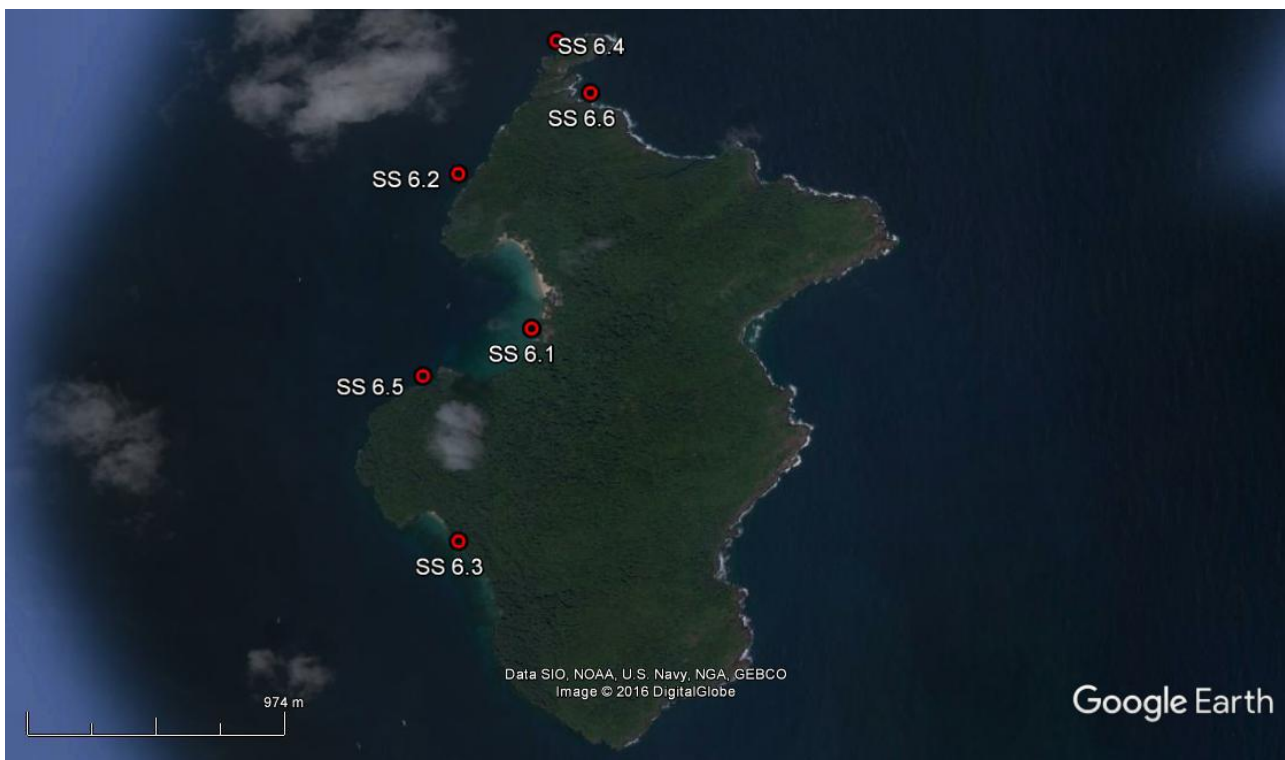 SS 6.4
SS 6.6
SS 6.2
SS 6.1
SS 6.5
SS 6.3
Data SIO, NOAA, U.S. Navy, NGA, GEBCO
Image © 2016 DigitalGlobe
974 m
Google Earth